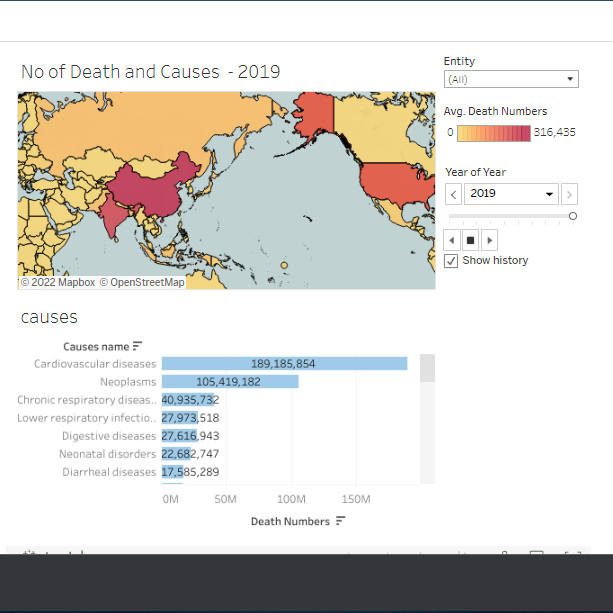 Entity
No of Death and Causes - 2019
(All)
Avg. Death Numbers
0 316,435
Year of Year
2019
Show history
© 2022 Mapbox © OpenStreetMap
causes
Causes name
Cardiovascular diseases 189,185,854
Neoplasms 105,419,182
Chronic respiratory diseas.. 40,935,732
Lower respiratory infectio.. 27,973,518
Digestive diseases 27,616,943
Neonatal disorders 22,682,747
Diarrheal diseases 17,585,289
0M 50M 100M 150M
Death Numbers